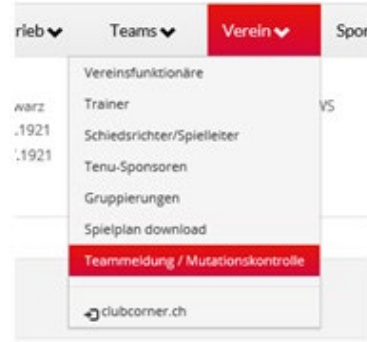 rieb Teams Verein Spor
Vereinsfunktionäre
warz
Trainer
VS
.1921
Schiedsrichter/Spielleiter
.1921
Tenu-Sponsoren
Gruppierungen
Spielplan download
Teammeldung / Mutationskontrolle
clubcorner.ch